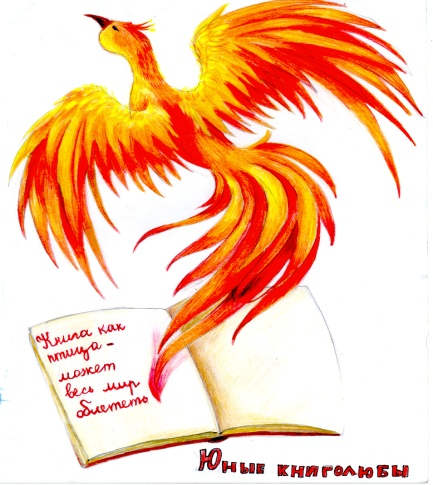 Книга как
птица -
может
весь мир
облететь
Юные книголюбы